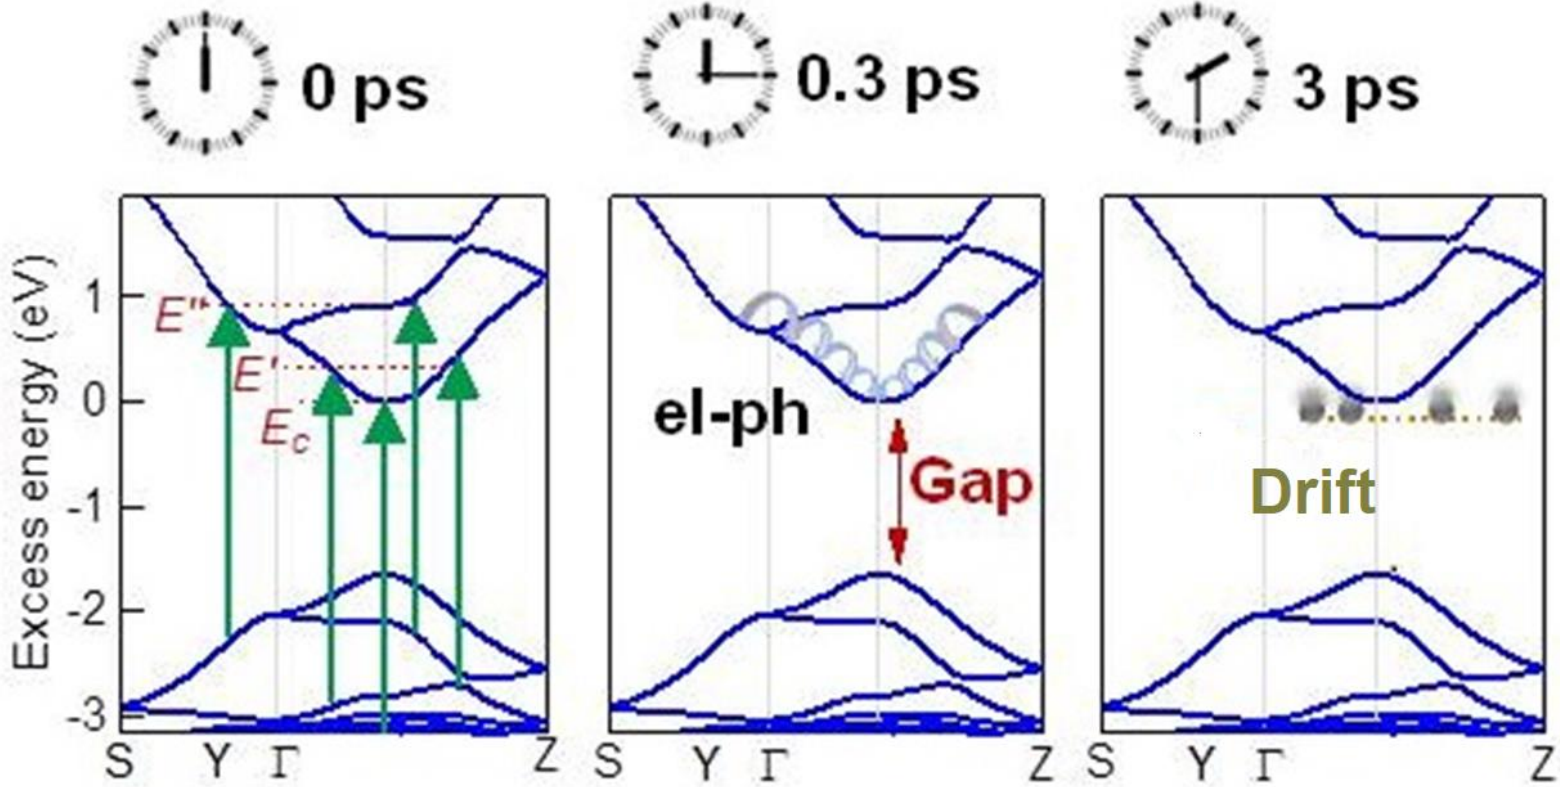 0 ps
0.3 ps
3 ps
Excess energy (eV)
1
0
-1
-2
-3
E"
E'
Ec
el-ph
Gap
Drift
S Y Γ Z
S Y Γ Z
S Y Γ Z